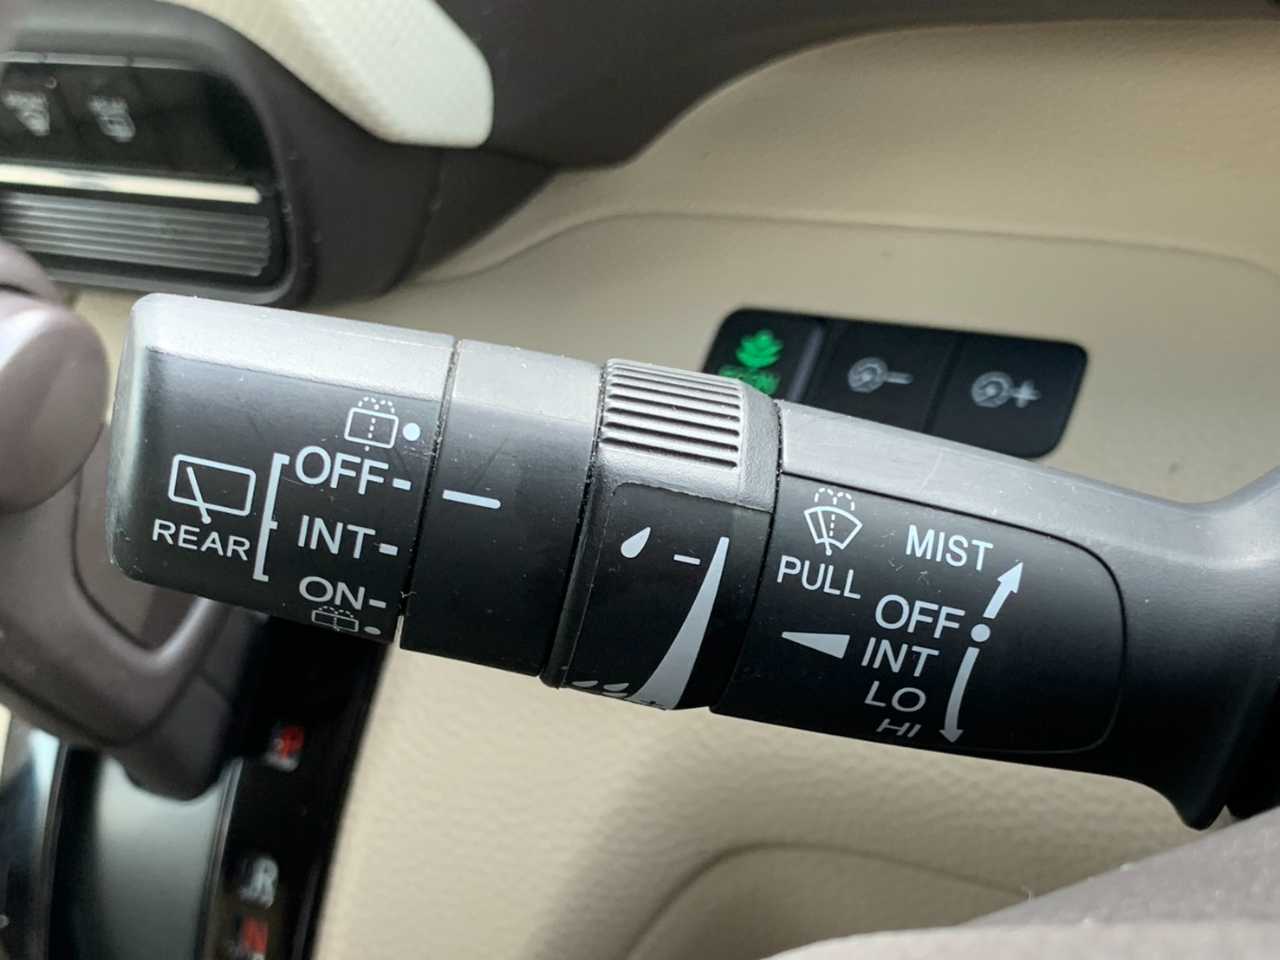 OFF
INT
REAR
ON
PULL
MIST
OFF
INT
LO
HI
P
R
N